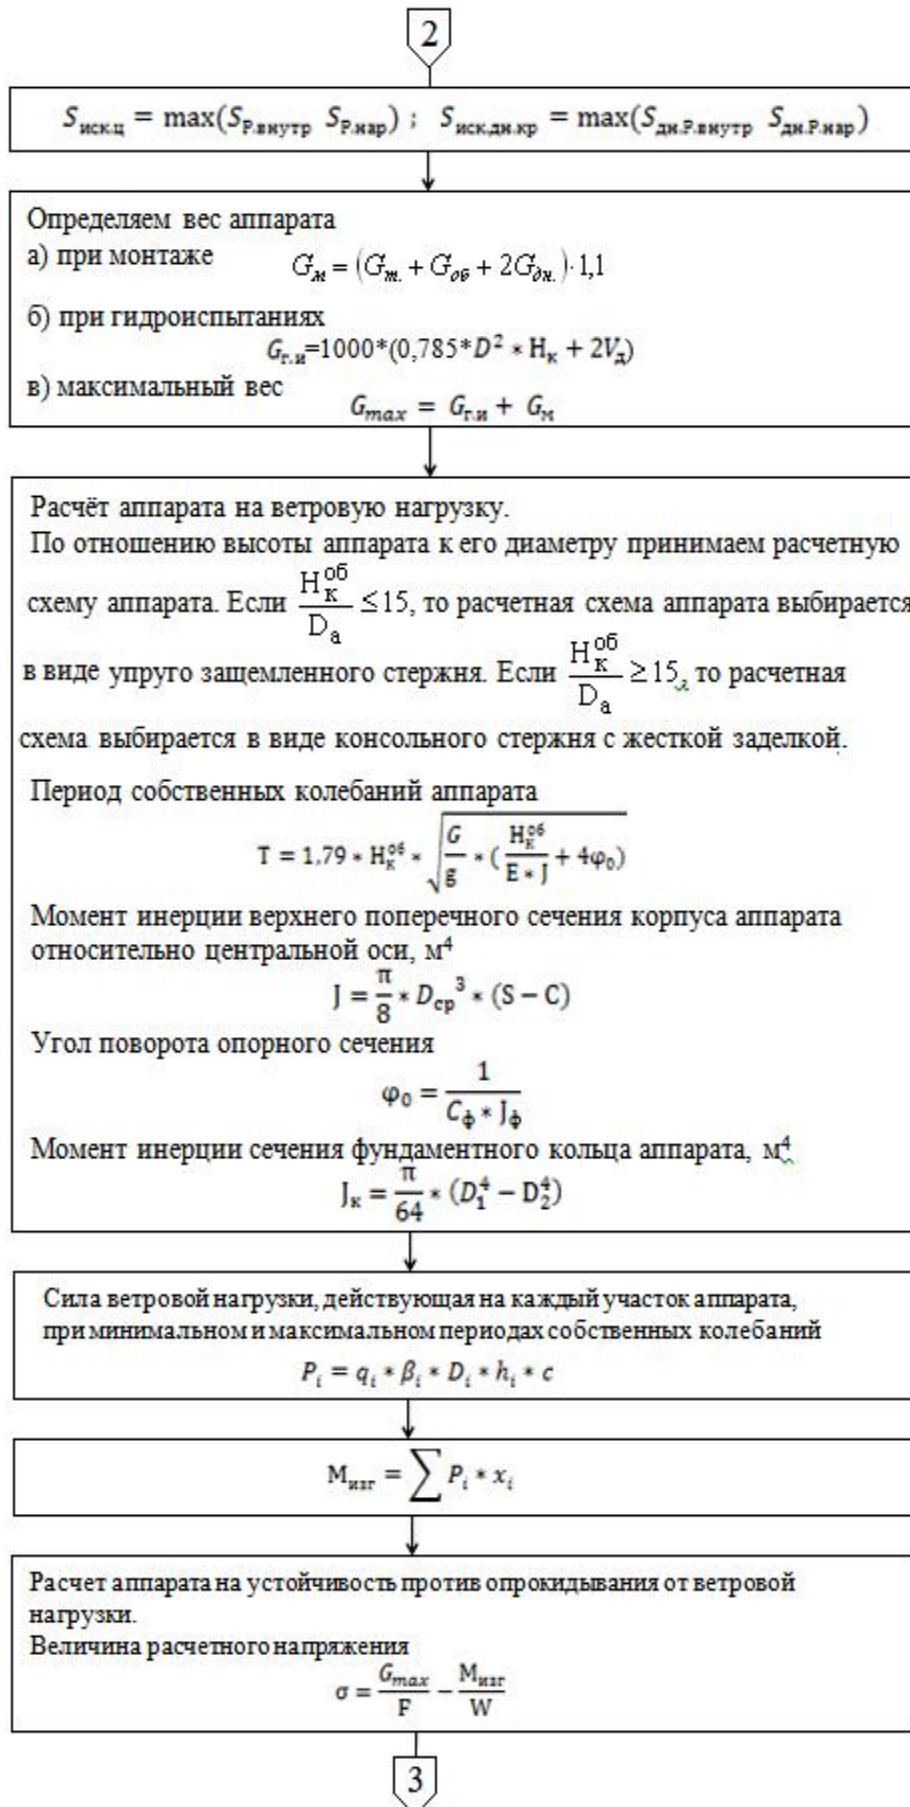 2
S_иск.ц = max(S_Р.внутр S_Р.нар) ; S_иск.дн.кр = max(S_дн.Р.внутр S_дн.Р.нар)
Определяем вес аппарата
а) при монтаже G_м = (G_т. + G_об + 2G_дн.)·1,1
б) при гидроиспытаниях
G_г.и=1000*(0,785*D² * Н_к + 2V_д)
в) максимальный вес
G_max = G_г.и + G_м
Расчёт аппарата на ветровую нагрузку.
По отношению высоты аппарата к его диаметру принимаем расчетную
схему аппарата. Если Н_к^об / D_а ≤15, то расчетная схема аппарата выбирается
в виде упруго защемленного стержня. Если Н_к^об / D_а ≥15, то расчетная
схема выбирается в виде консольного стержня с жесткой заделкой.
Период собственных колебаний аппарата
T = 1,79 * Н_к^об * √(G/g * (Н_к^об/(E * J) + 4φ₀))
Момент инерции верхнего поперечного сечения корпуса аппарата
относительно центральной оси, м⁴
J = π/8 * D_ср³ * (S − C)
Угол поворота опорного сечения
φ₀ = 1/(C_ф * J_ф)
Момент инерции сечения фундаментного кольца аппарата, м⁴
J_к = π/64 * (D₁⁴ − D₂⁴)
Сила ветровой нагрузки, действующая на каждый участок аппарата,
при минимальном и максимальном периодах собственных колебаний
P_i = q_i * β_i * D_i * h_i * c
М_изг = ∑ P_i * x_i
Расчет аппарата на устойчивость против опрокидывания от ветровой
нагрузки.
Величина расчетного напряжения
σ = G_max/F − М_изг/W
3